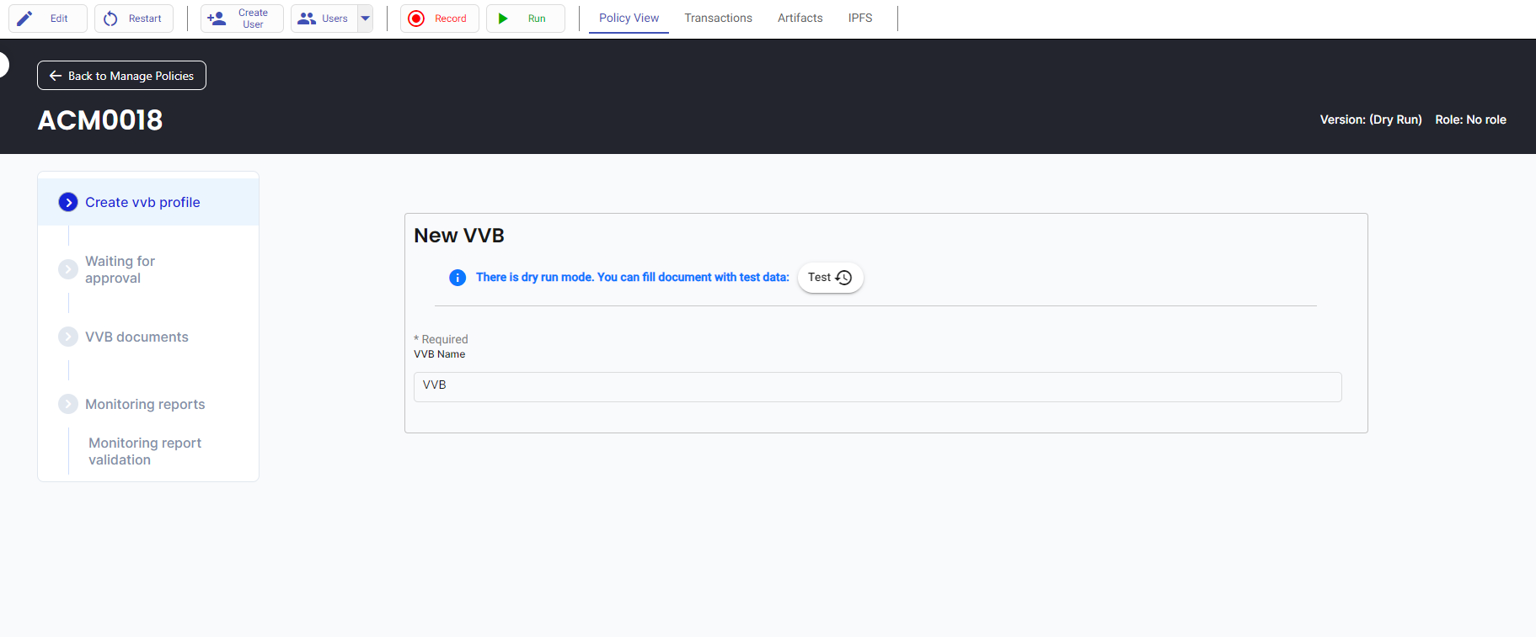 Edit
Restart
Create
User
Users
Record
Run
Policy View
Transactions
Artifacts
IPFS
Back to Manage Policies
ACM0018
Version: (Dry Run)
Role: No role
Create vvb profile
Waiting for
approval
VVB documents
Monitoring reports
Monitoring report
validation
New VVB
There is dry run mode. You can fill document with test data:
Test
* Required
VVB Name
VVB